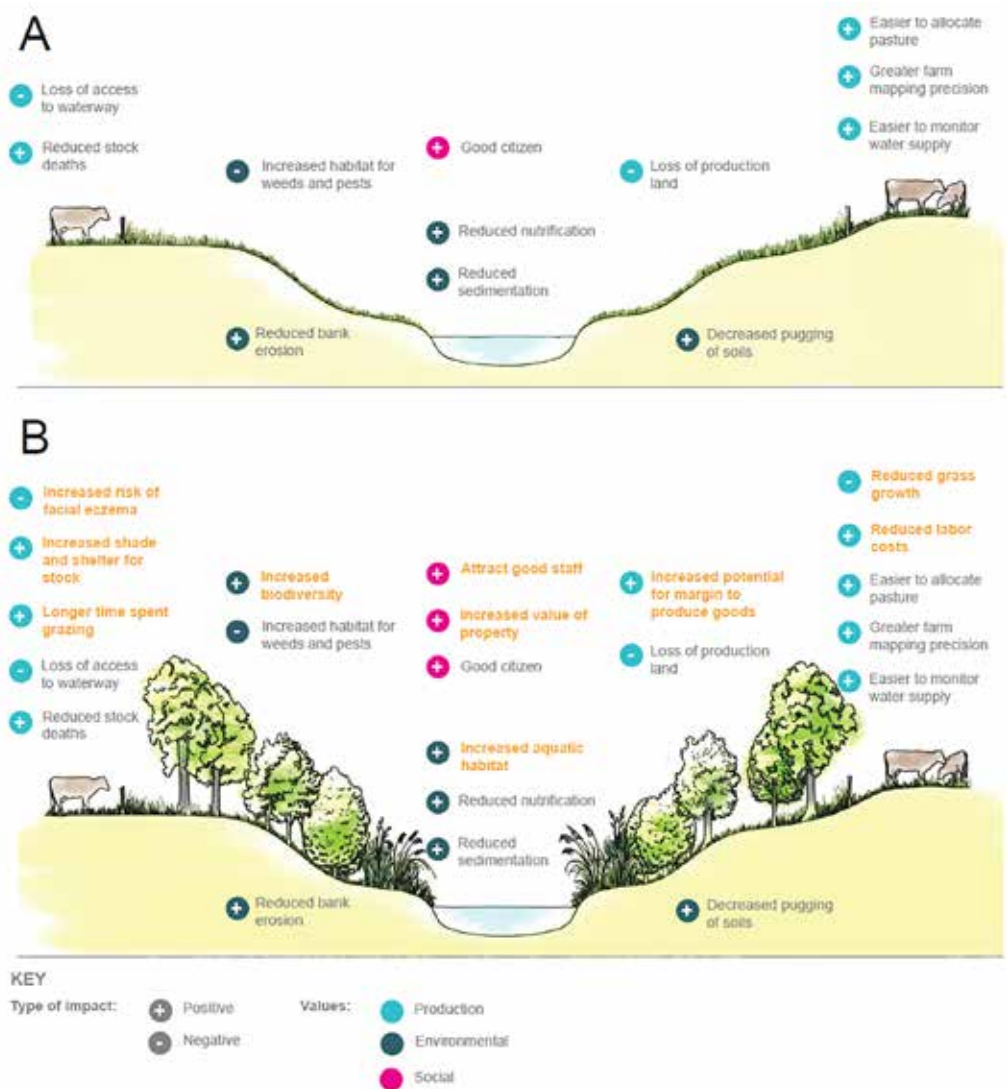 A
Loss of access
to waterway
Reduced stock
deaths
Increased habitat for
weeds and pests
Good citizen
Reduced nutrification
Reduced
sedimentation
Loss of production
land
Easier to allocate
pasture
Greater farm
mapping precision
Easier to monitor
water supply
Reduced bank
erosion
Decreased pugging
of soils
B
Increased risk of
facial eczema
Increased shade
and shelter for
stock
Longer time spent
grazing
Loss of access
to waterway
Reduced stock
deaths
Increased
biodiversity
Increased habitat for
weeds and pests
Attract good staff
Increased value of
property
Good citizen
Increased aquatic
habitat
Reduced nutrification
Reduced
sedimentation
Increased potential
for margin to
produce goods
Loss of production
land
Reduced grass
growth
Reduced labor
costs
Easier to allocate
pasture
Greater farm
mapping precision
Easier to monitor
water supply
Reduced bank
erosion
Decreased pugging
of soils
KEY
Type of impact:
Positive
Negative
Values:
Production
Environmental
Social